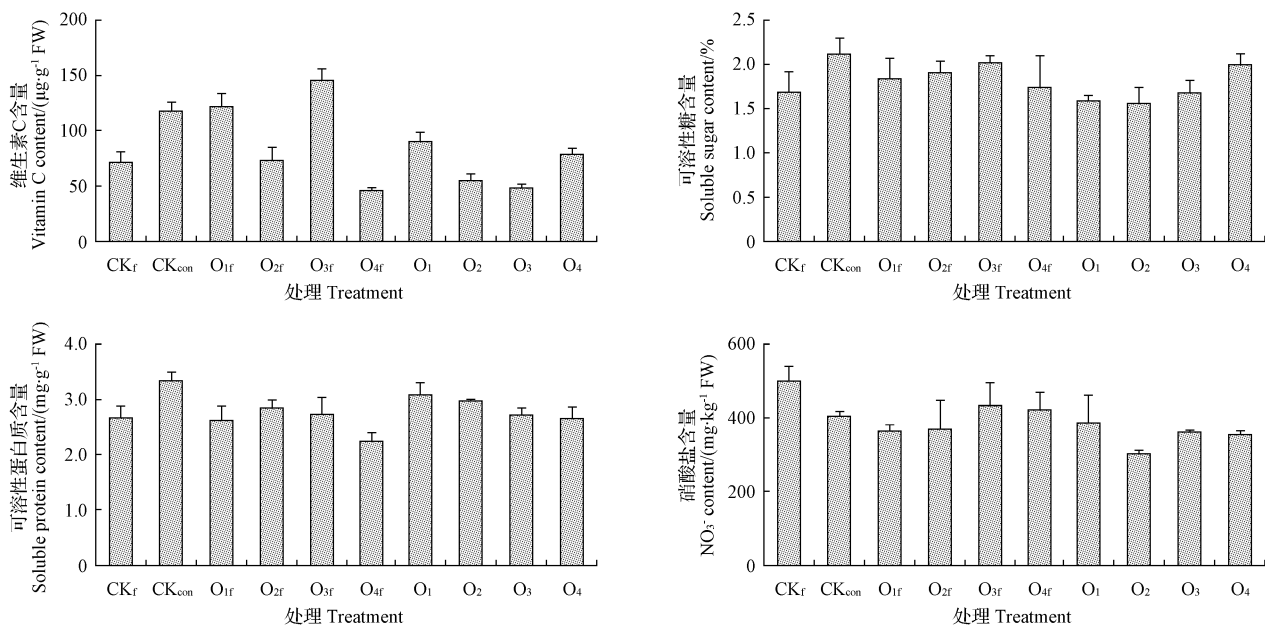 维生素C含量
Vitamin C content/(μg·g⁻¹ FW)
200
150
100
50
0
CKf CKcon O1f O2f O3f O4f O1 O2 O3 O4
处理 Treatment
可溶性糖含量
Soluble sugar content/%
2.5
2.0
1.5
1.0
0.5
0
CKf CKcon O1f O2f O3f O4f O1 O2 O3 O4
处理 Treatment
可溶性蛋白质含量
Soluble protein content/(mg·g⁻¹ FW)
4.0
3.0
2.0
1.0
0
CKf CKcon O1f O2f O3f O4f O1 O2 O3 O4
处理 Treatment
硝酸盐含量
NO₃⁻ content/(mg·kg⁻¹ FW)
600
400
200
0
CKf CKcon O1f O2f O3f O4f O1 O2 O3 O4
处理 Treatment